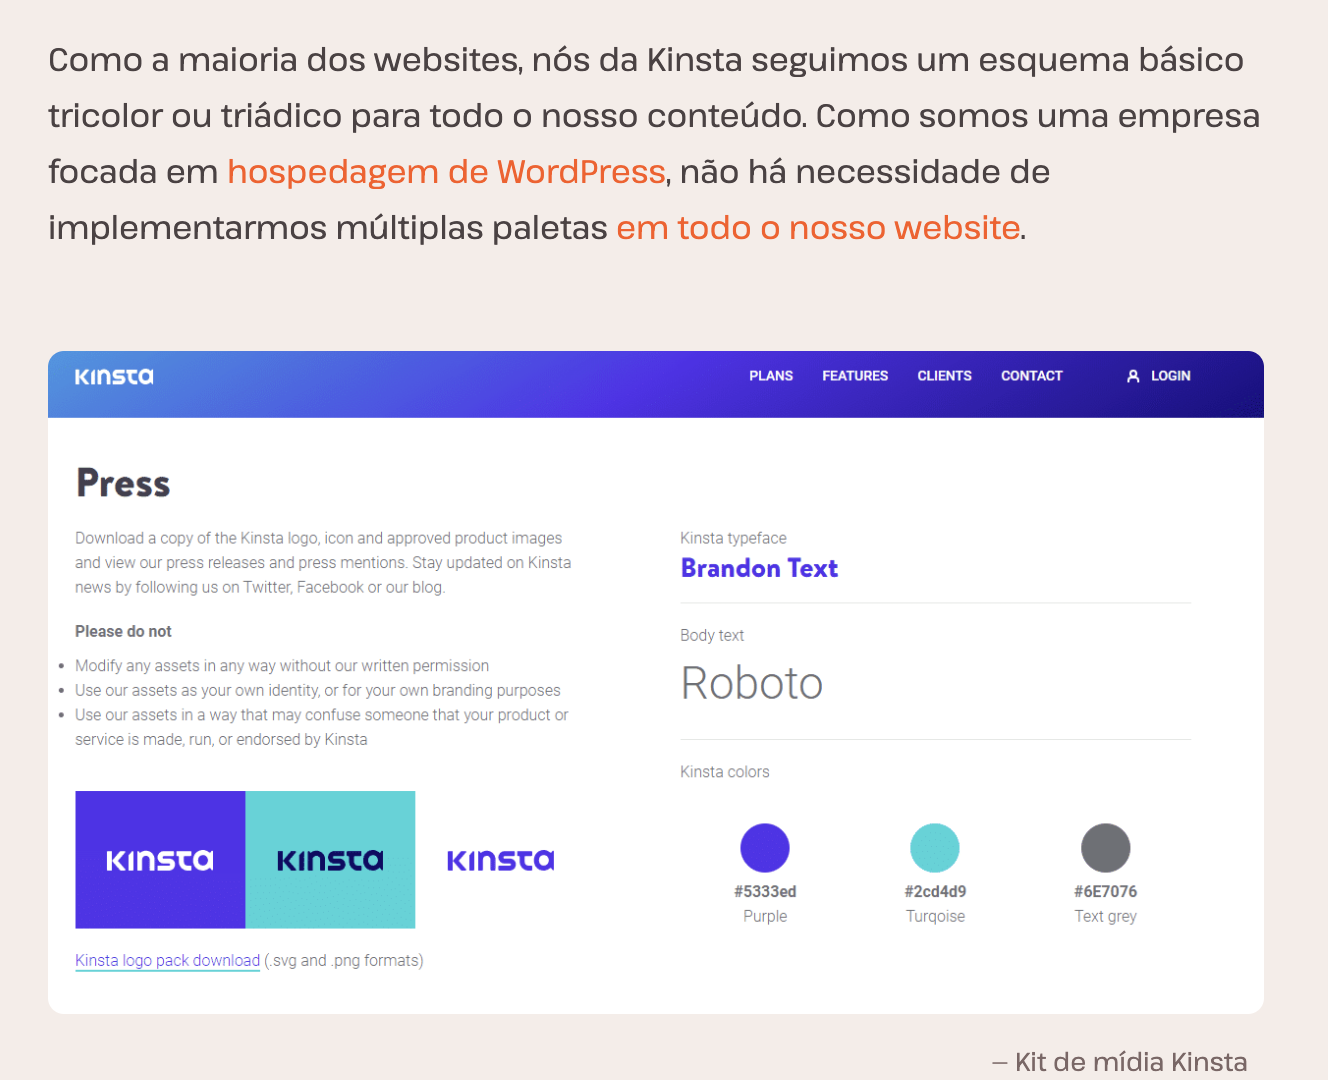 Como a maioria dos websites, nós da Kinsta seguimos um esquema básico
tricolor ou triádico para todo o nosso conteúdo. Como somos uma empresa
focada em hospedagem de WordPress, não há necessidade de
implementarmos múltiplas paletas em todo o nosso website.
KINSTA
PLANS FEATURES CLIENTS CONTACT LOGIN
Press
Download a copy of the Kinsta logo, icon and approved product images
and view our press releases and press mentions. Stay updated on Kinsta
news by following us on Twitter, Facebook or our blog.
Please do not
• Modify any assets in any way without our written permission
• Use our assets as your own identity, or for your own branding purposes
• Use our assets in a way that may confuse someone that your product or
service is made, run, or endorsed by Kinsta
KINSTA KINSTA KINSTA
Kinsta logo pack download (.svg and .png formats)
Kinsta typeface
Brandon Text
Body text
Roboto
Kinsta colors
#5333ed #2cd4d9 #6E7076
Purple Turqoise Text grey
— Kit de mídia Kinsta